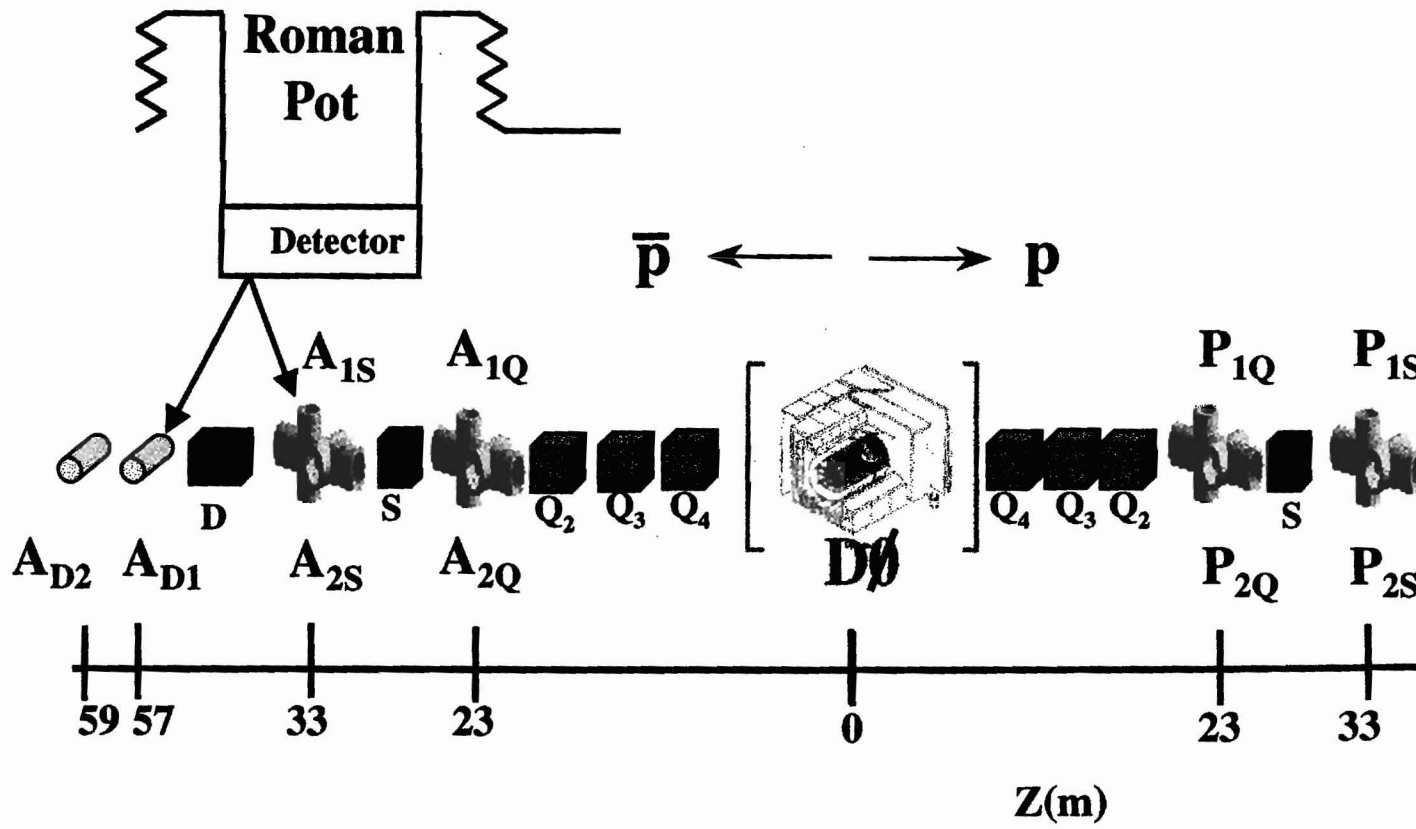 Roman
Pot
Detector
p̅ p
A1S A1Q P1Q P1S
D S Q2 Q3 Q4 Q4 Q3 Q2 S
AD2 AD1 A2S A2Q DØ P2Q P2S
59 57 33 23 0 23 33
Z(m)